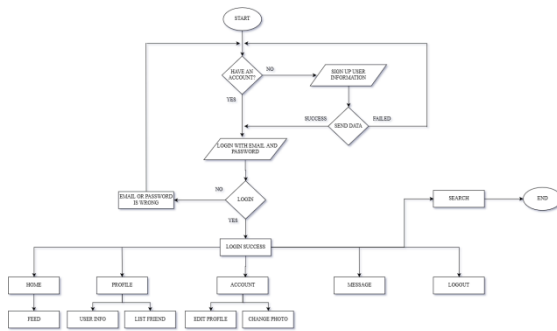 START
HAVE AN
ACCOUNT?
NO
SIGN UP USER
INFORMATION
YES
SUCCESS
SEND DATA
FAILED
LOGIN WITH EMAIL AND
PASSWORD
NO
EMAIL OR PASSWORD
IS WRONG
LOGIN
SEARCH
END
YES
LOGIN SUCCESS
HOME
PROFILE
ACCOUNT
MESSAGE
LOGOUT
FEED
USER INFO
LIST FRIEND
EDIT PROFILE
CHANGE PHOTO